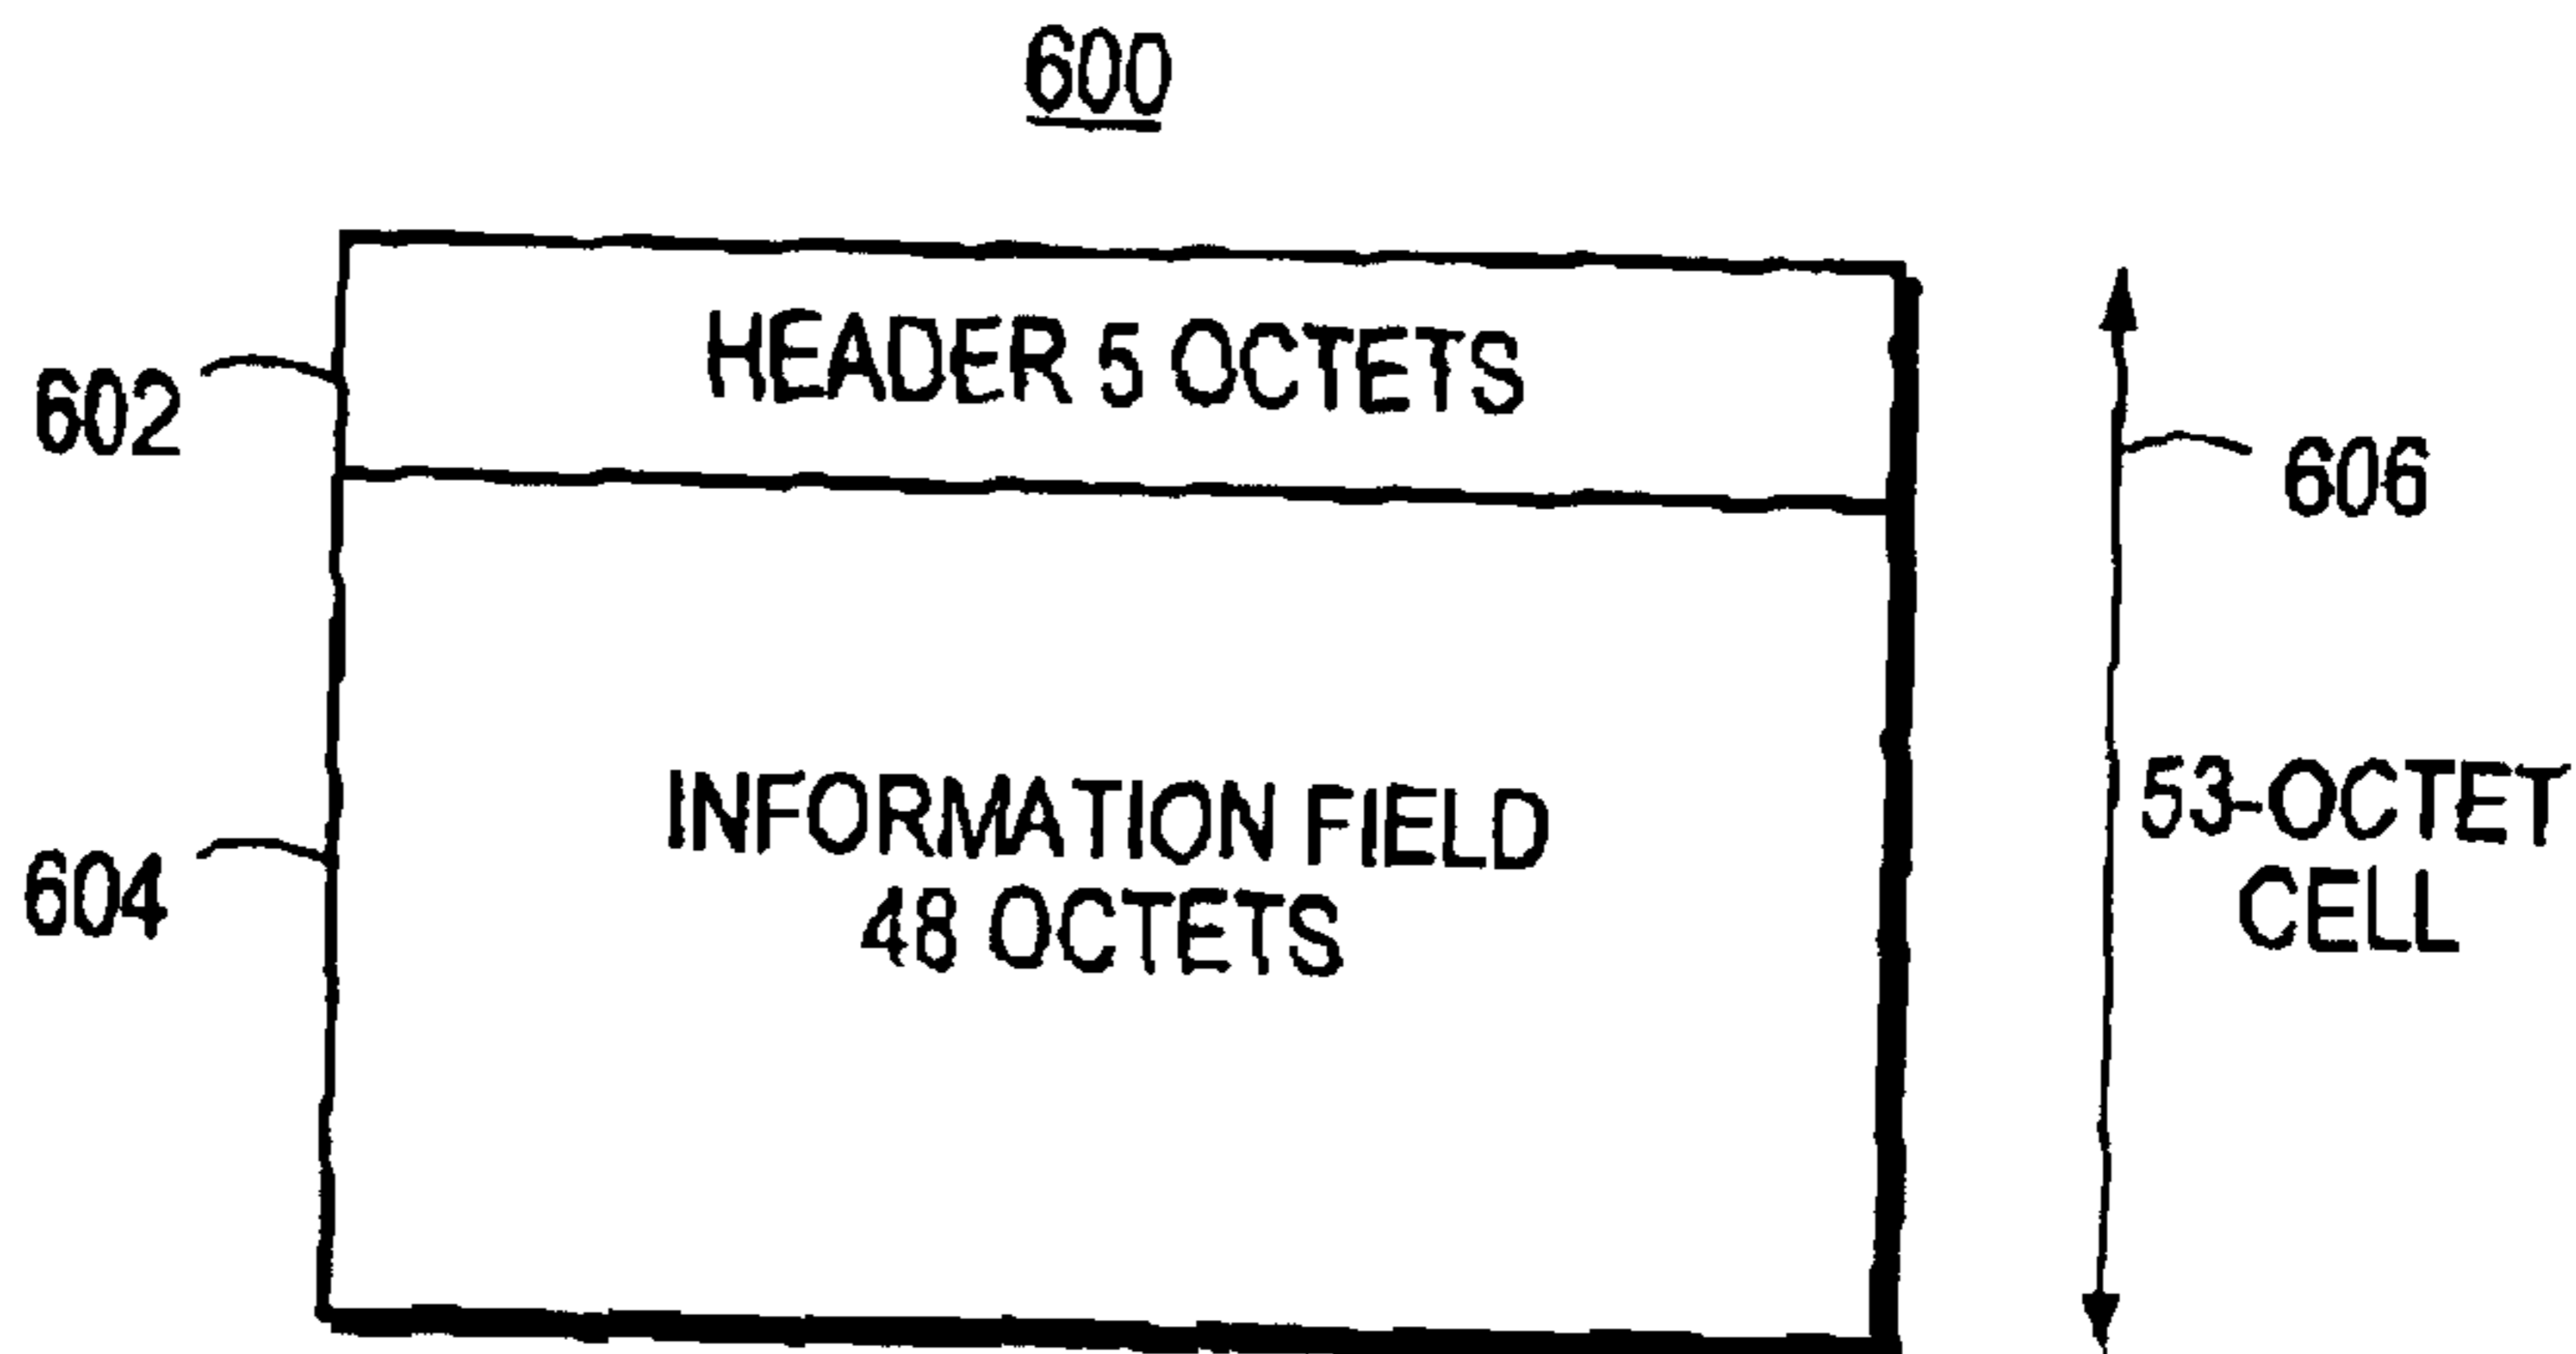 600
HEADER 5 OCTETS
602
606
INFORMATION FIELD
48 OCTETS
604
53-OCTET
CELL